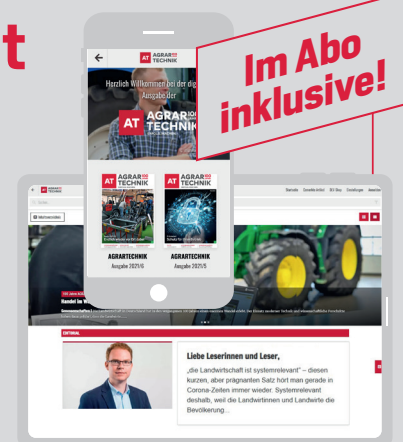 t
Im Abo
inklusive!
AT AGRAR
TECHNIK
Herzlich Willkommen bei der dig
Ausgabe der
AT AGRAR
TECHNIK
AT AGRAR
TECHNIK
AT AGRAR
TECHNIK
AGRARTECHNIK
Ausgabe 2021/6
AGRARTECHNIK
Ausgabe 2021/5
Startseite
Handel im W
EDITORIAL
Liebe Leserinnen und Leser,
„die Landwirtschaft ist systemrelevant“ – diesen
kurzen, aber prägnanten Satz hört man gerade in
Corona-Zeiten immer wieder. Systemrelevant
deshalb, weil die Landwirtinnen und Landwirte die
Bevölkerung...